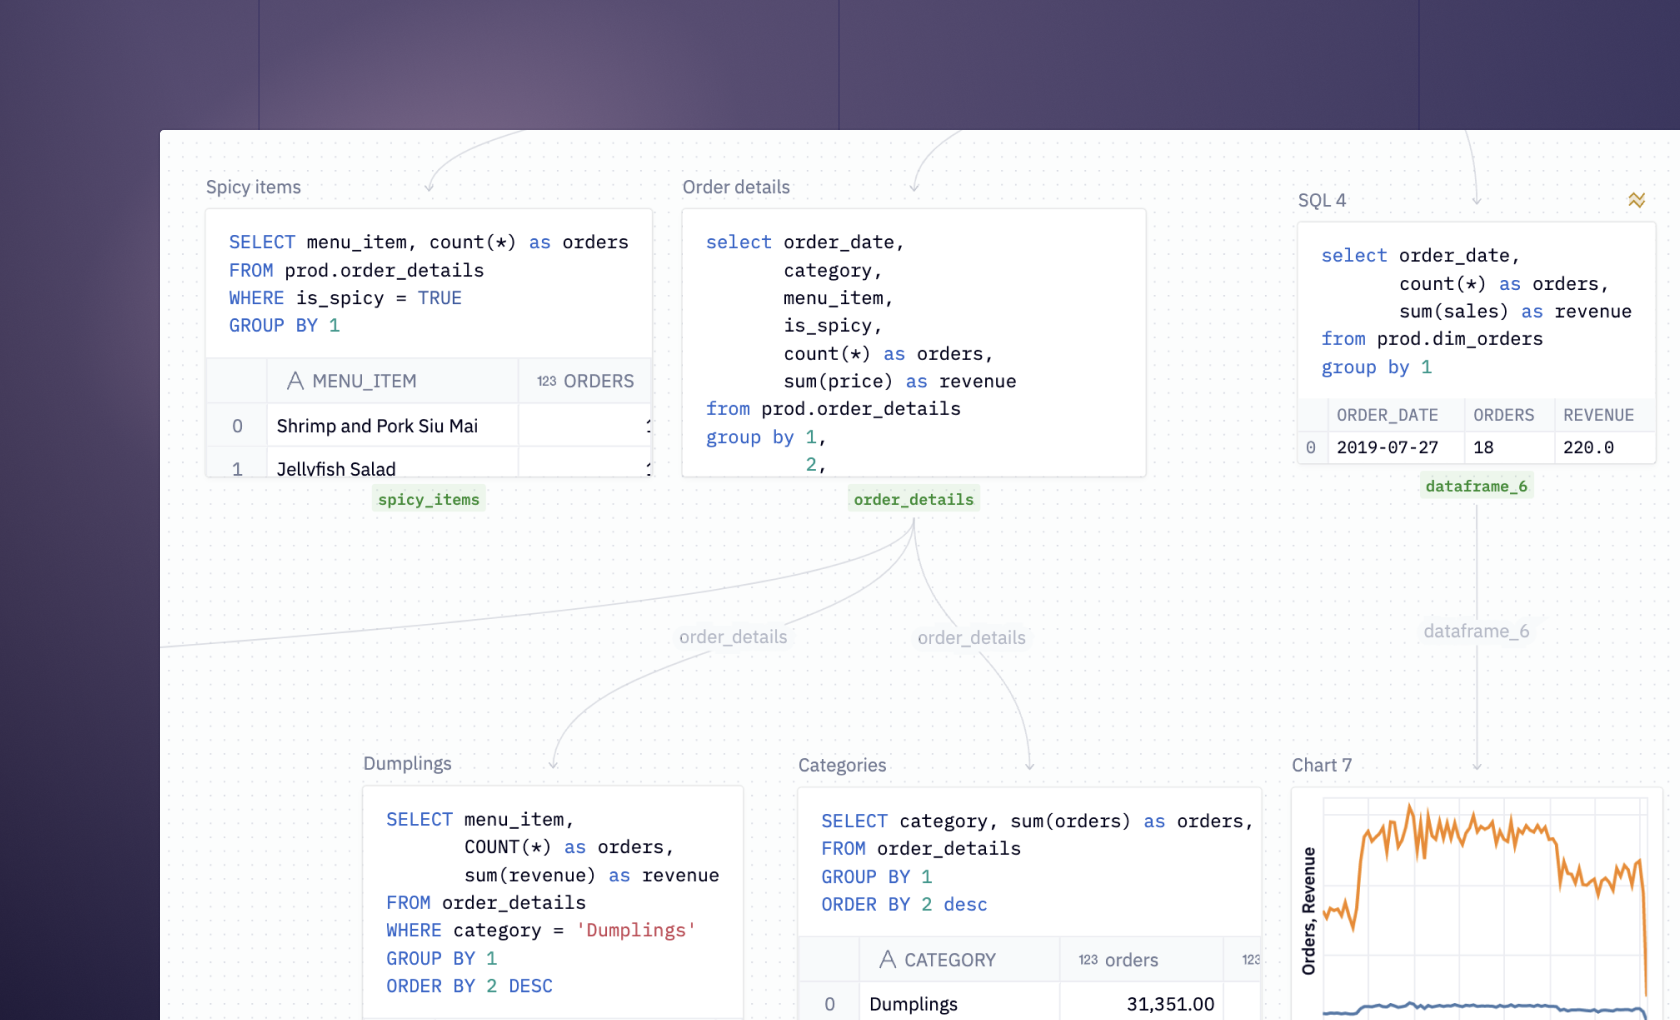 Spicy items
SELECT menu_item, count(*) as orders
FROM prod.order_details
WHERE is_spicy = TRUE
GROUP BY 1
A MENU_ITEM 123 ORDERS
0 Shrimp and Pork Siu Mai
1 Jellyfish Salad
spicy_items
Order details
select order_date,
category,
menu_item,
is_spicy,
count(*) as orders,
sum(price) as revenue
from prod.order_details
group by 1,
2,
order_details
SQL 4
select order_date,
count(*) as orders,
sum(sales) as revenue
from prod.dim_orders
group by 1
ORDER_DATE ORDERS REVENUE
0 2019-07-27 18 220.0
dataframe_6
order_details
order_details
dataframe_6
Dumplings
SELECT menu_item,
COUNT(*) as orders,
sum(revenue) as revenue
FROM order_details
WHERE category = 'Dumplings'
GROUP BY 1
ORDER BY 2 DESC
Categories
SELECT category, sum(orders) as orders,
FROM order_details
GROUP BY 1
ORDER BY 2 desc
A CATEGORY 123 orders 123
0 Dumplings 31,351.00
Chart 7
Orders, Revenue